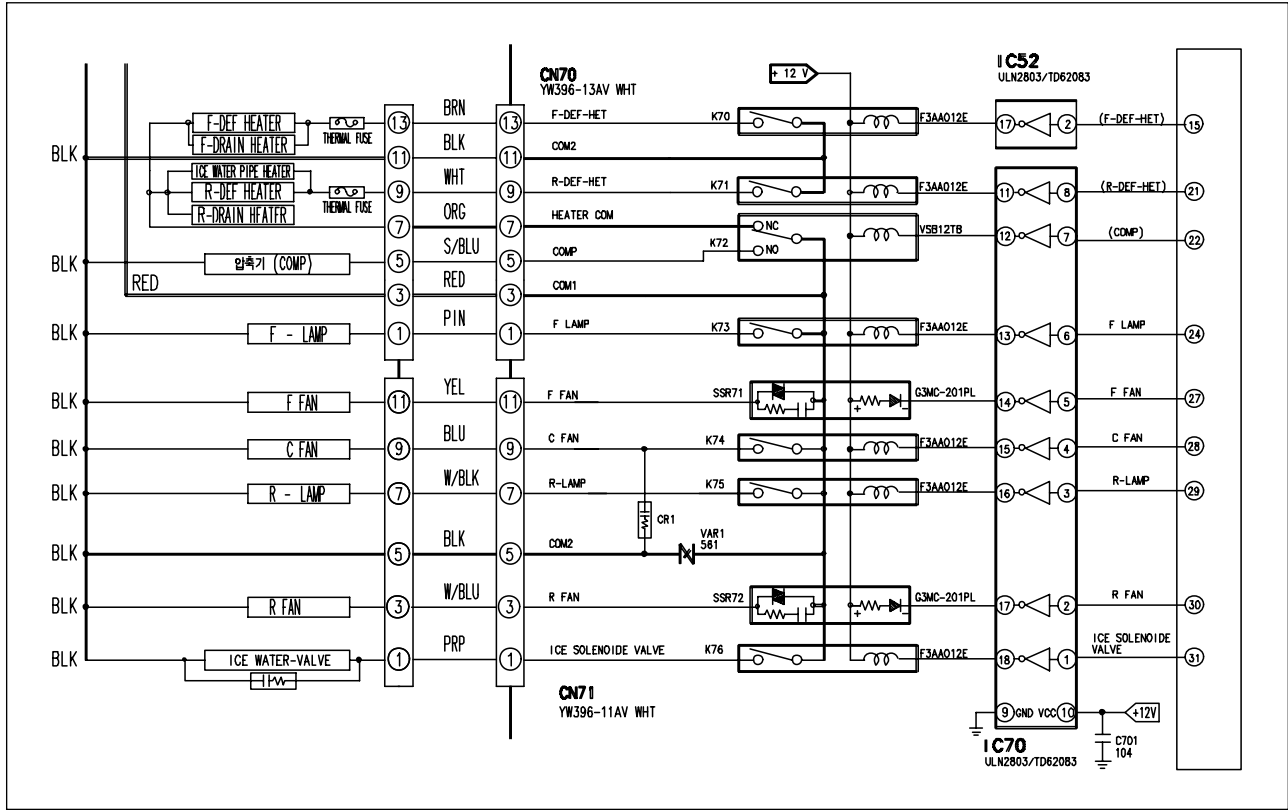 IC52
ULN2803/TD62083
CN70
YW396-13AV WHT
+ 12 V
F-DEF HEATER
F-DRAIN HEATER
THERMAL FUSE
13 BRN 13 F-DEF-HET K70 F3AA012E 17 2 (F-DEF-HET) 15
BLK 11 BLK 11 COM2
ICE WATER PIPE HEATER
R-DEF HEATER
R-DRAIN HEATER
THERMAL FUSE
9 WHT 9 R-DEF-HET K71 F3AA012E 11 8 (R-DEF-HET) 21
7 ORG 7 HEATER COM NC
K72 VSB12TB 12 7 (COMP) 22
BLK 압축기 (COMP) 5 S/BLU 5 COMP NO
RED 3 RED 3 COM1
BLK F - LAMP 1 PIN 1 F LAMP K73 F3AA012E 13 6 F LAMP 24
BLK F FAN 11 YEL 11 F FAN SSR71 + - G3MC-201PL 14 5 F FAN 27
BLK C FAN 9 BLU 9 C FAN K74 F3AA012E 15 4 C FAN 28
BLK R - LAMP 7 W/BLK 7 R-LAMP K75 F3AA012E 16 3 R-LAMP 29
CR1
BLK 5 BLK 5 COM2 VAR1
561
BLK R FAN 3 W/BLU 3 R FAN SSR72 + - G3MC-201PL 17 2 R FAN 30
BLK ICE WATER-VALVE 1 PRP 1 ICE SOLENOIDE VALVE K76 F3AA012E 18 1 ICE SOLENOIDE
VALVE 31
CN71
YW396-11AV WHT
9 GND VCC 10 +12V
IC70
ULN2803/TD62083
C701
104